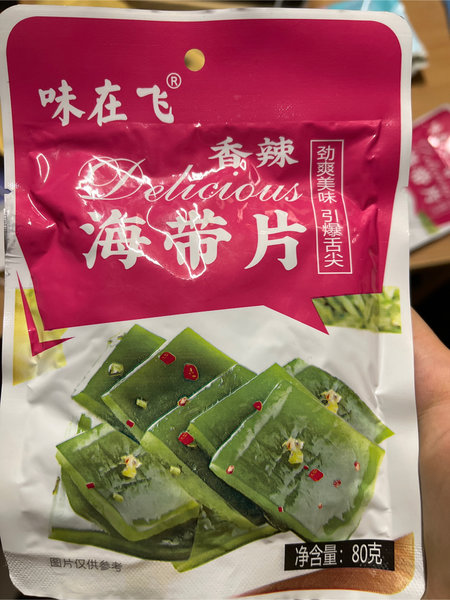 味在飞®
香辣
Delicious
海带片
劲爽美味 引爆舌尖
图片仅供参考
净含量：80克